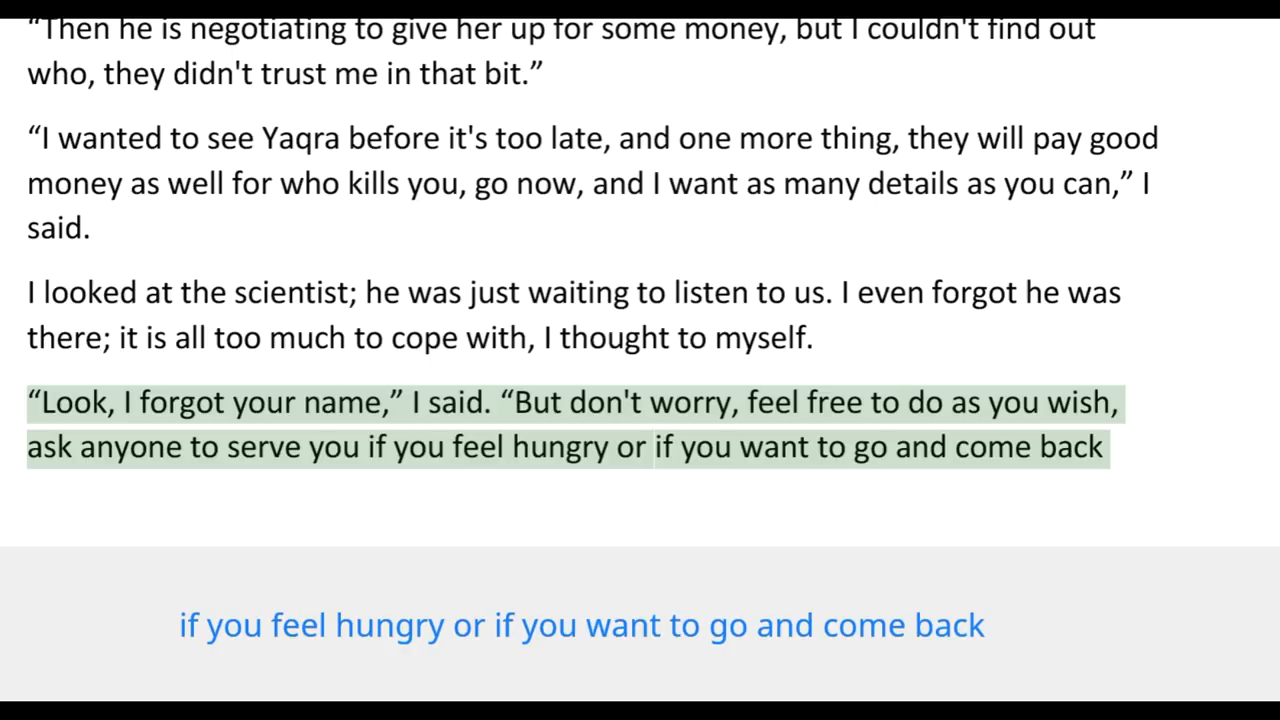 “Then he is negotiating to give her up for some money, but I couldn't find out
who, they didn't trust me in that bit.”
“I wanted to see Yaqra before it's too late, and one more thing, they will pay good
money as well for who kills you, go now, and I want as many details as you can,” I
said.
I looked at the scientist; he was just waiting to listen to us. I even forgot he was
there; it is all too much to cope with, I thought to myself.
“Look, I forgot your name,” I said. “But don't worry, feel free to do as you wish,
ask anyone to serve you if you feel hungry or if you want to go and come back
if you feel hungry or if you want to go and come back